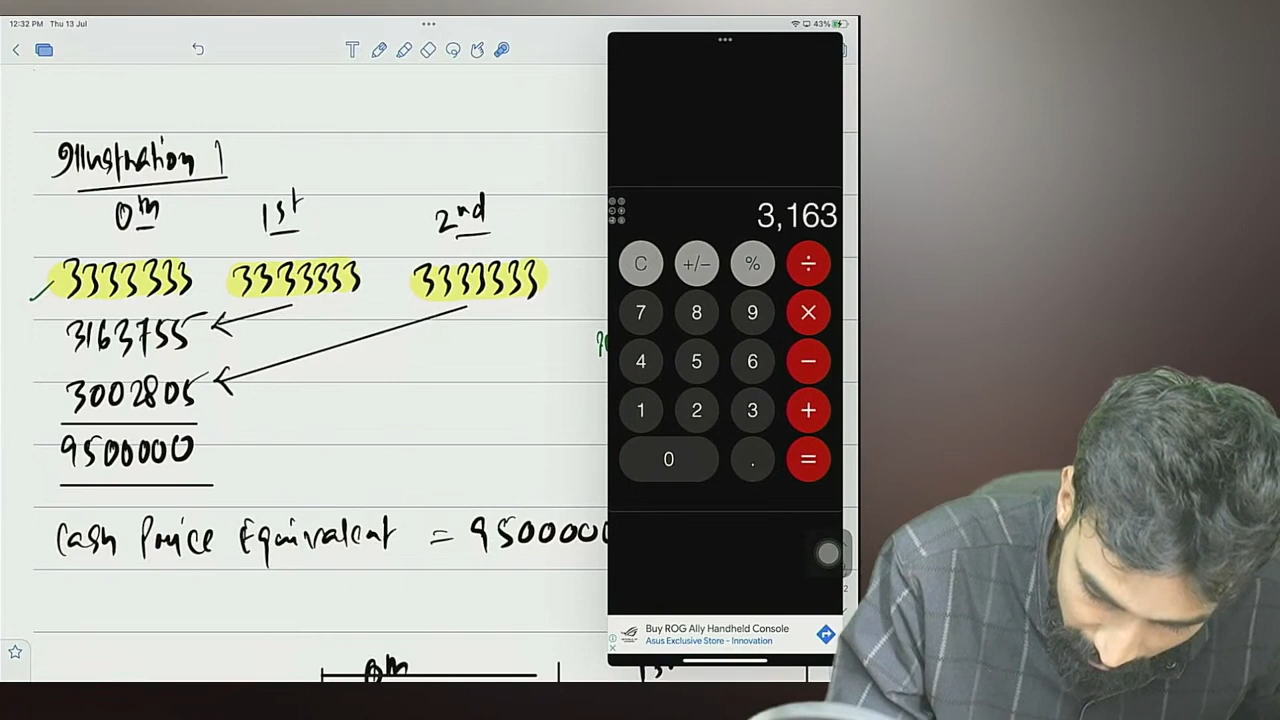 12:32 PM Thu 13 Jul
43%
Illustration 1
0th 1st 2nd
3333333 3333333 3333333
3163755
3002805
9500000
Cash Price Equivalent = 9500000
0th
3,163
C +/- % ÷
7 8 9 ×
4 5 6 −
1 2 3 +
0 . =
Buy ROG Ally Handheld Console
Asus Exclusive Store - Innovation